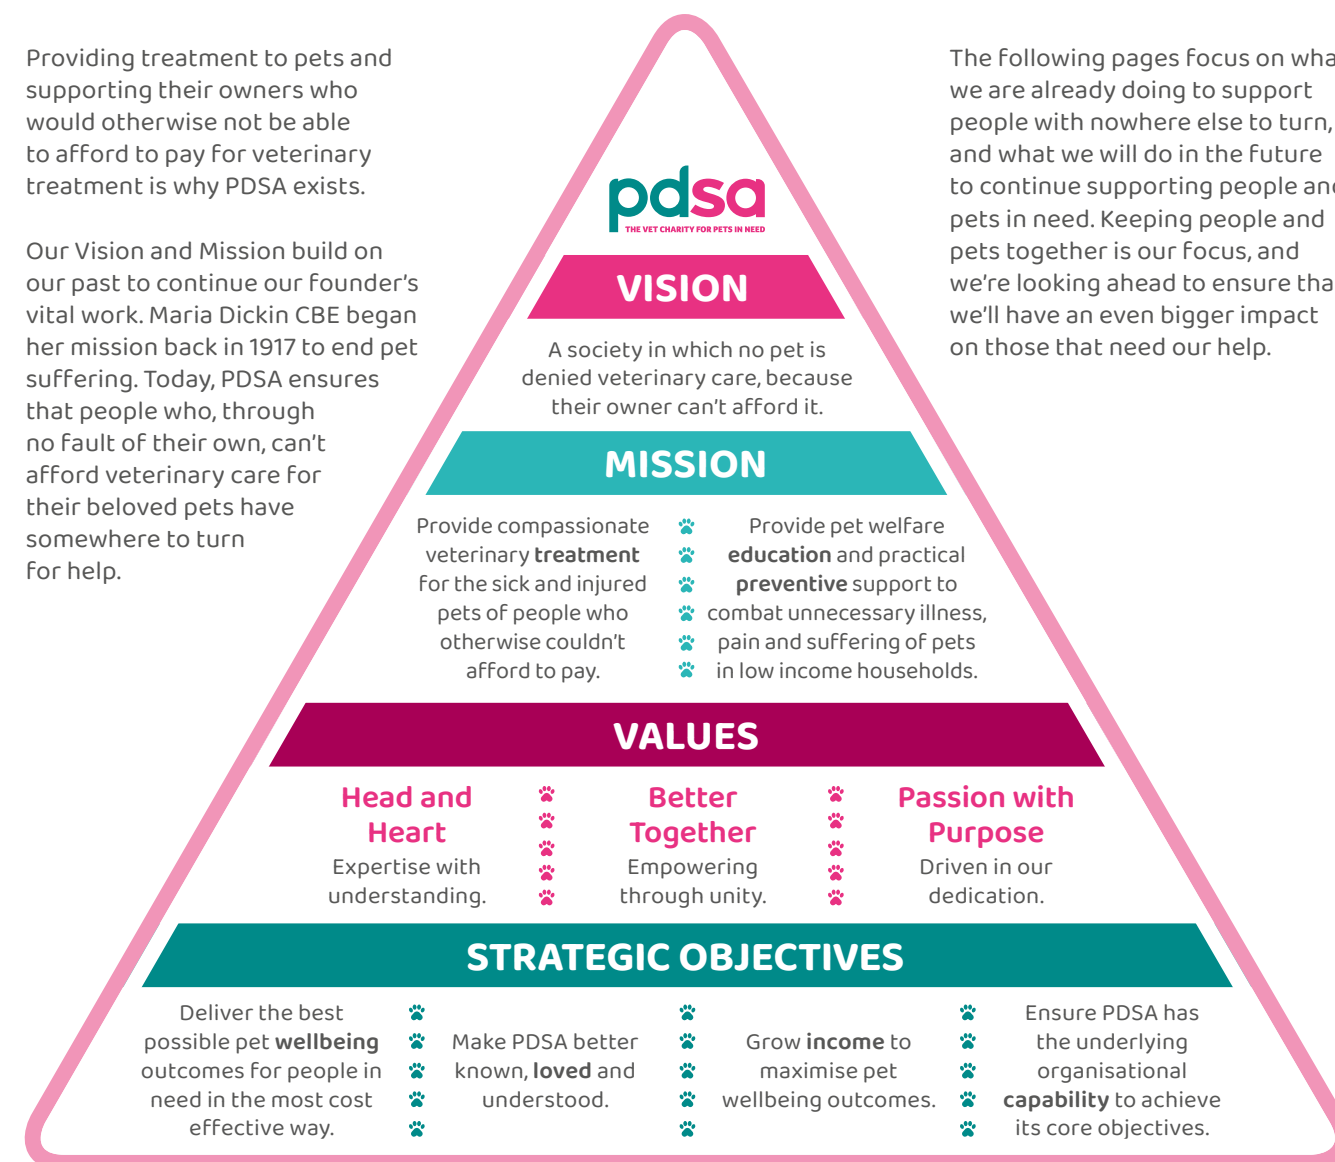 Providing treatment to pets and
supporting their owners who
would otherwise not be able
to afford to pay for veterinary
treatment is why PDSA exists.
Our Vision and Mission build on
our past to continue our founder's
vital work. Maria Dickin CBE began
her mission back in 1917 to end pet
suffering. Today, PDSA ensures
that people who, through
no fault of their own, can't
afford veterinary care for
their beloved pets have
somewhere to turn
for help.
The following pages focus on wha
we are already doing to support
people with nowhere else to turn,
and what we will do in the future
to continue supporting people and
pets in need. Keeping people and
pets together is our focus, and
we're looking ahead to ensure tha
we'll have an even bigger impact
on those that need our help.
pdsa
THE VET CHARITY FOR PETS IN NEED
VISION
A society in which no pet is
denied veterinary care, because
their owner can't afford it.
MISSION
Provide compassionate
veterinary treatment
for the sick and injured
pets of people who
otherwise couldn't
afford to pay.
Provide pet welfare
education and practical
preventive support to
combat unnecessary illness,
pain and suffering of pets
in low income households.
VALUES
Head and
Heart
Expertise with
understanding.
Better
Together
Empowering
through unity.
Passion with
Purpose
Driven in our
dedication.
STRATEGIC OBJECTIVES
Deliver the best
possible pet wellbeing
outcomes for people in
need in the most cost
effective way.
Make PDSA better
known, loved and
understood.
Grow income to
maximise pet
wellbeing outcomes.
Ensure PDSA has
the underlying
organisational
capability to achieve
its core objectives.